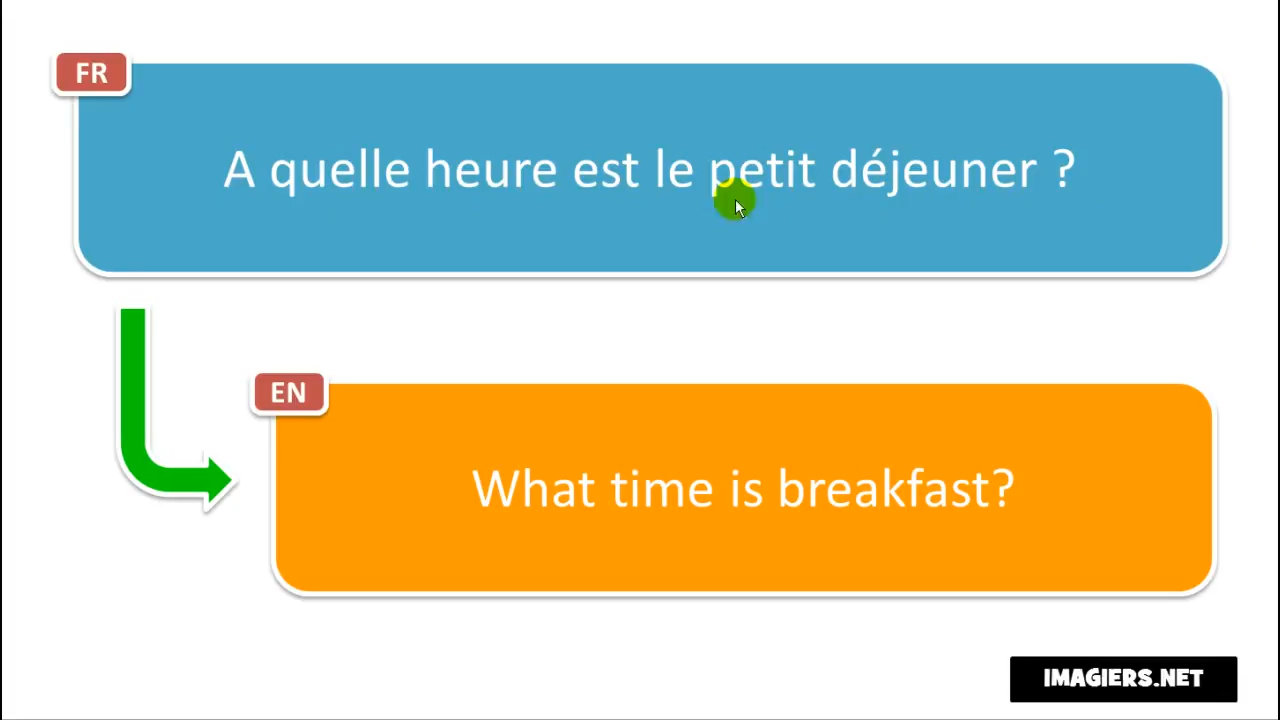 FR
A quelle heure est le petit déjeuner ?
EN
What time is breakfast?
IMAGIERS.NET